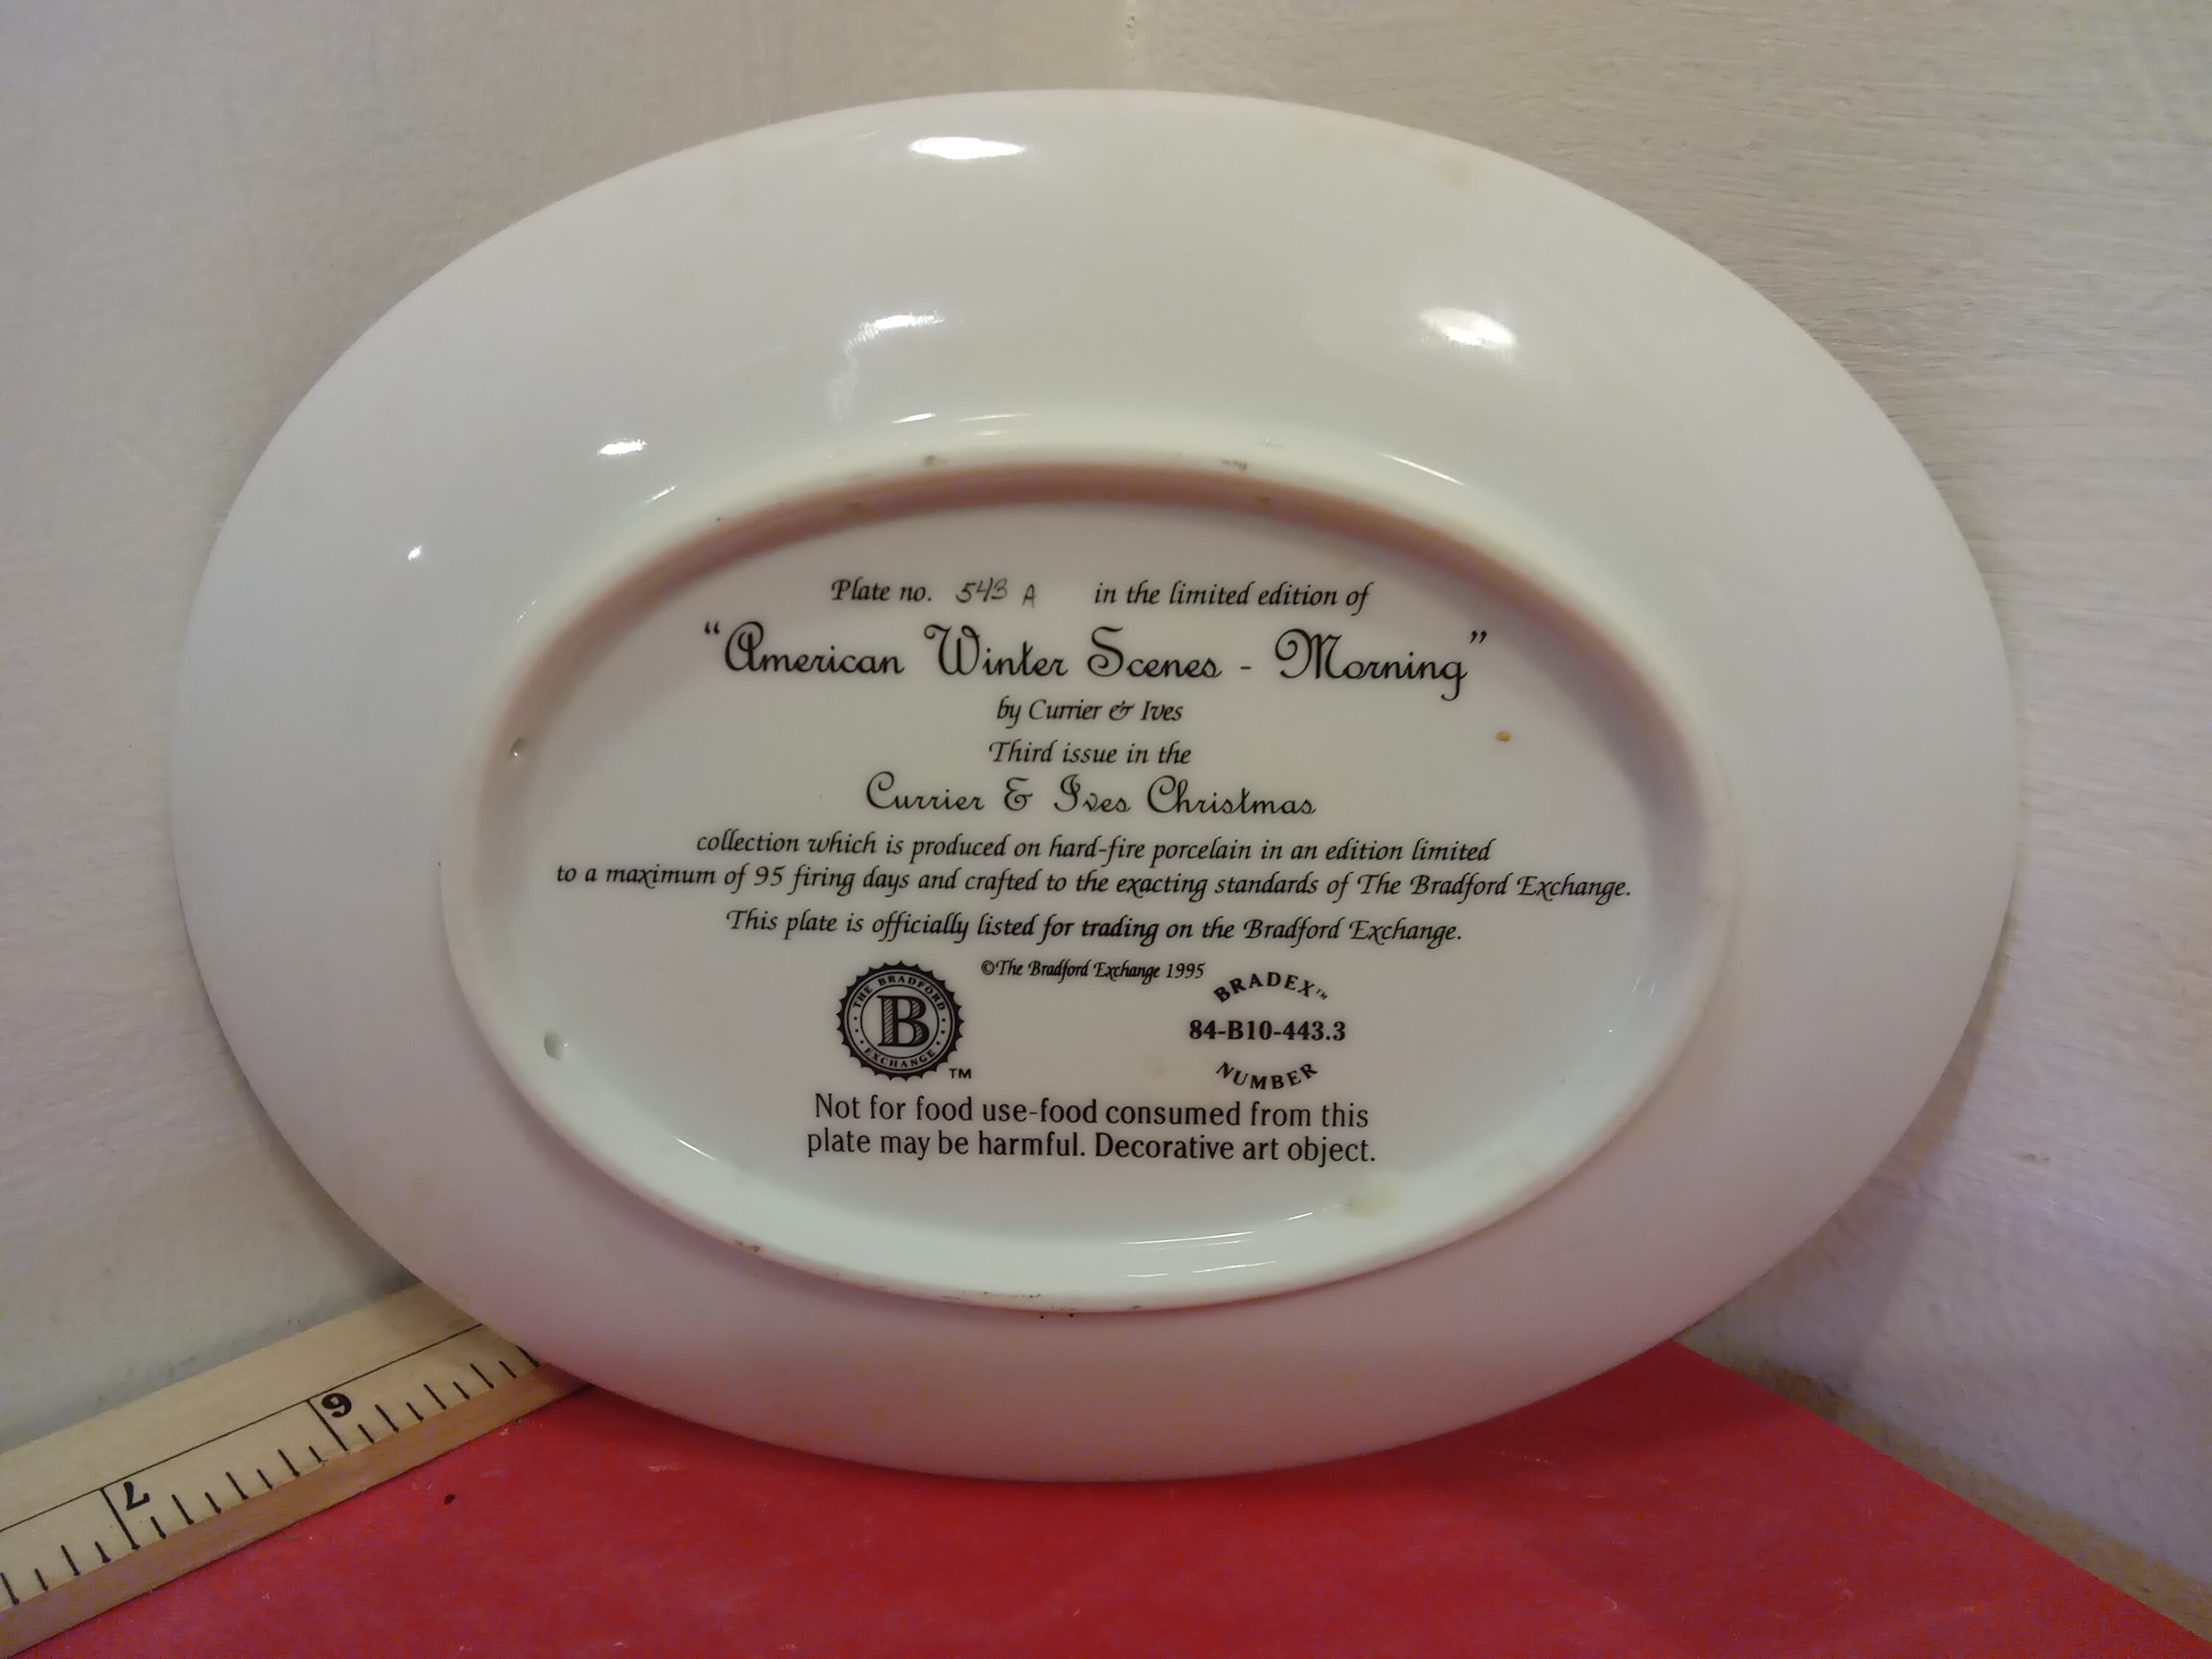 Plate no. 543 A in the limited edition of
“American Winter Scenes - Morning”
by Currier & Ives
Third issue in the
Currier & Ives Christmas
collection which is produced on hard-fire porcelain in an edition limited
to a maximum of 95 firing days and crafted to the exacting standards of The Bradford Exchange.
This plate is officially listed for trading on the Bradford Exchange.
©The Bradford Exchange 1995
THE BRADFORD
B
EXCHANGE
TM
BRADEX™
84-B10-443.3
NUMBER
Not for food use-food consumed from this
plate may be harmful. Decorative art object.
6
7